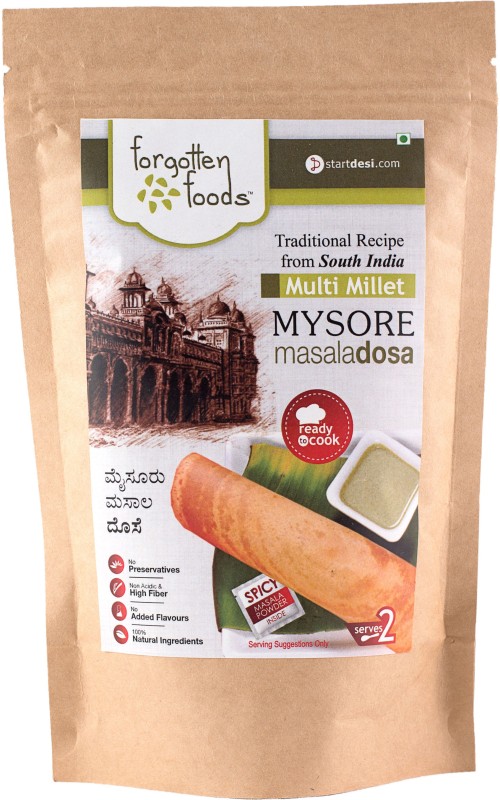 forgotten
foods™
startdesi.com
Traditional Recipe
from South India
Multi Millet
MYSORE
masaladosa
ready
to cook
ಮೈಸೂರು
ಮಸಾಲ
ದೊಸೆ
No
Preservatives
Non Acidic &
High Fiber
No
Added Flavours
100%
Natural Ingredients
SPICY
MASALA
POWDER
INSIDE
serves 2
Serving Suggestions Only